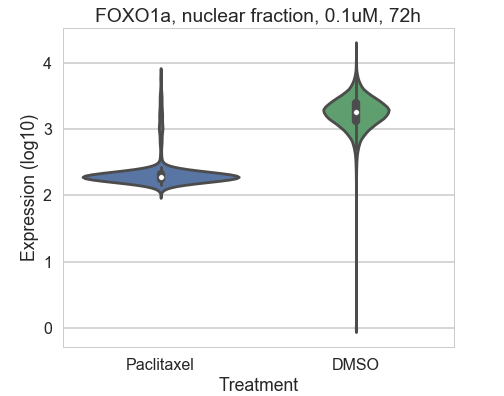 FOXO1a, nuclear fraction, 0.1uM, 72h
4
3
2
1
0
Expression (log10)
Paclitaxel DMSO
Treatment